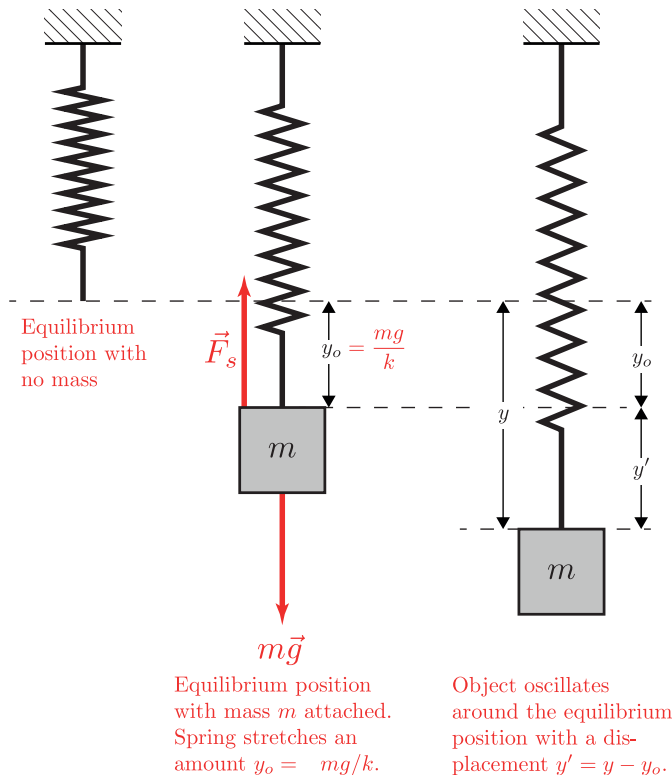 Equilibrium
position with
no mass
F⃗s
yo = mg/k
y
yo
y′
m
m
mg⃗
Equilibrium position
with mass m attached.
Spring stretches an
amount yo = mg/k.
Object oscillates
around the equilibrium
position with a dis-
placement y′ = y − yo.